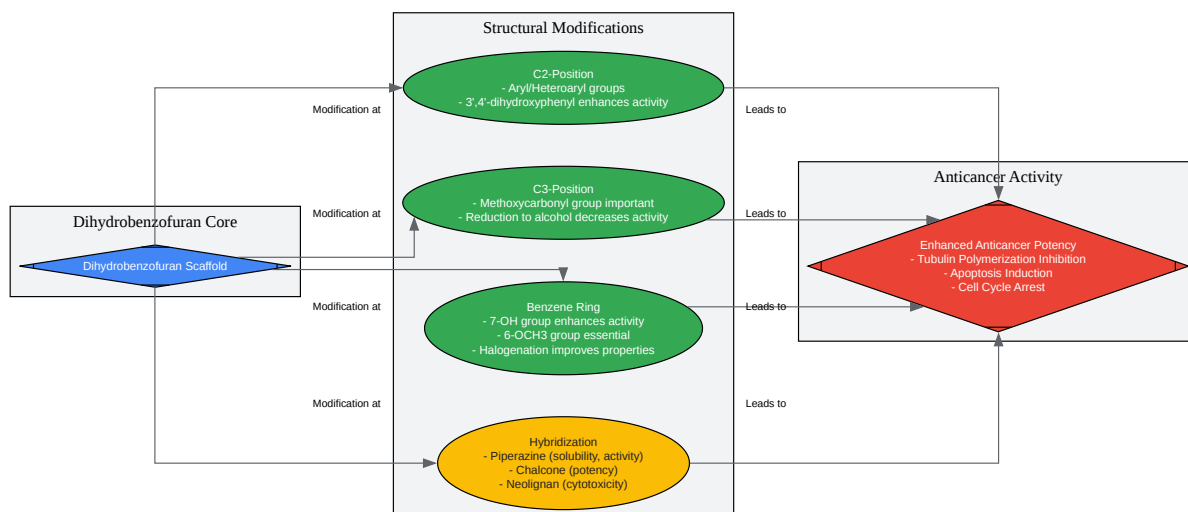 Structural Modifications
C2-Position
- Aryl/Heteroaryl groups
- 3',4'-dihydroxyphenyl enhances activity
Modification at
Leads to
C3-Position
- Methoxycarbonyl group important
- Reduction to alcohol decreases activity
Modification at
Leads to
Dihydrobenzofuran Core
Dihydrobenzofuran Scaffold
Anticancer Activity
Enhanced Anticancer Potency
- Tubulin Polymerization Inhibition
- Apoptosis Induction
- Cell Cycle Arrest
Modification at
Leads to
Benzene Ring
- 7-OH group enhances activity
- 6-OCH3 group essential
- Halogenation improves properties
Modification at
Leads to
Hybridization
- Piperazine (solubility, activity)
- Chalcone (potency)
- Neolignan (cytotoxicity)